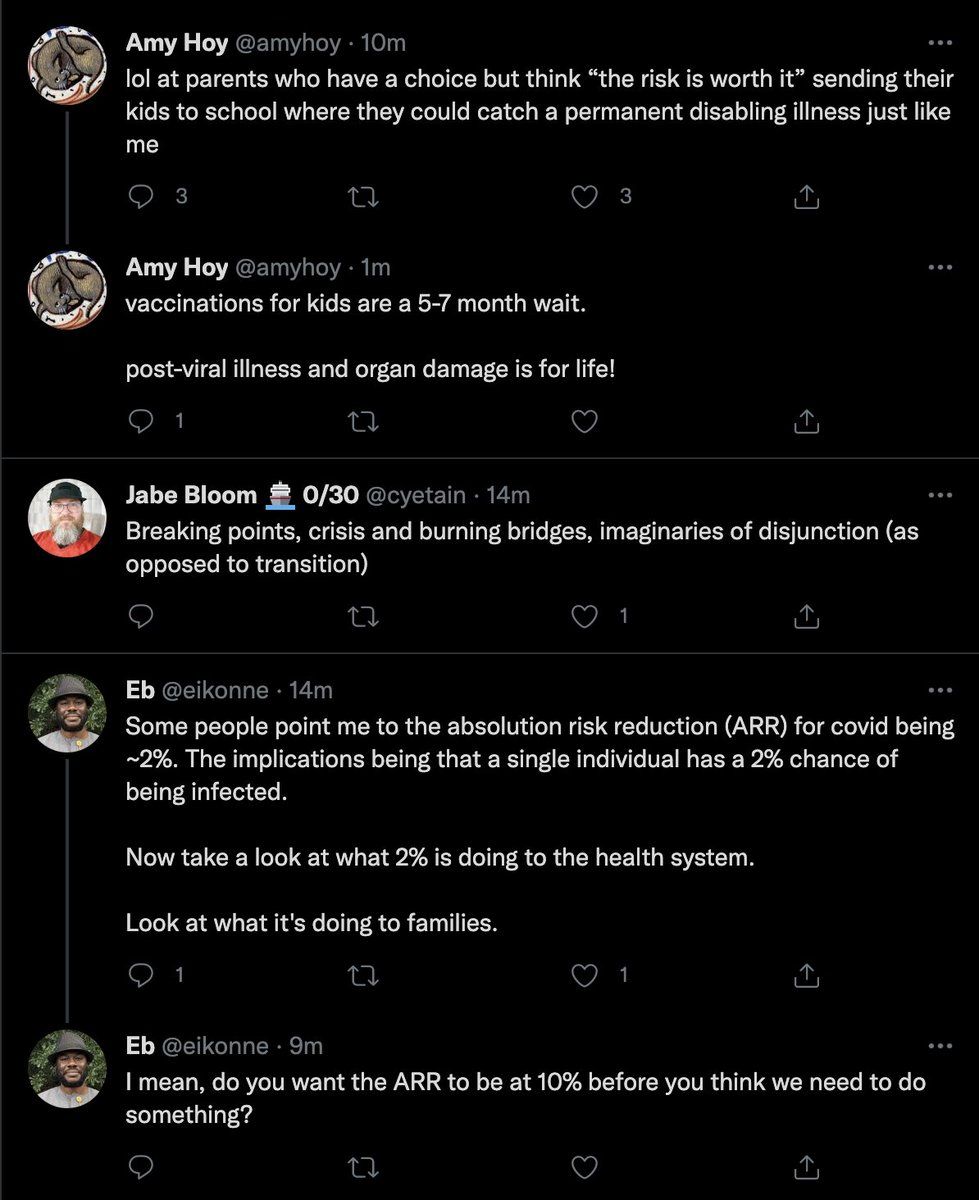 Amy Hoy @amyhoy · 10m
lol at parents who have a choice but think “the risk is worth it” sending their
kids to school where they could catch a permanent disabling illness just like
me
3 3
Amy Hoy @amyhoy · 1m
vaccinations for kids are a 5-7 month wait.
post-viral illness and organ damage is for life!
1
Jabe Bloom 🚢 0/30 @cyetain · 14m
Breaking points, crisis and burning bridges, imaginaries of disjunction (as
opposed to transition)
1
Eb @eikonne · 14m
Some people point me to the absolution risk reduction (ARR) for covid being
~2%. The implications being that a single individual has a 2% chance of
being infected.
Now take a look at what 2% is doing to the health system.
Look at what it's doing to families.
1 1
Eb @eikonne · 9m
I mean, do you want the ARR to be at 10% before you think we need to do
something?